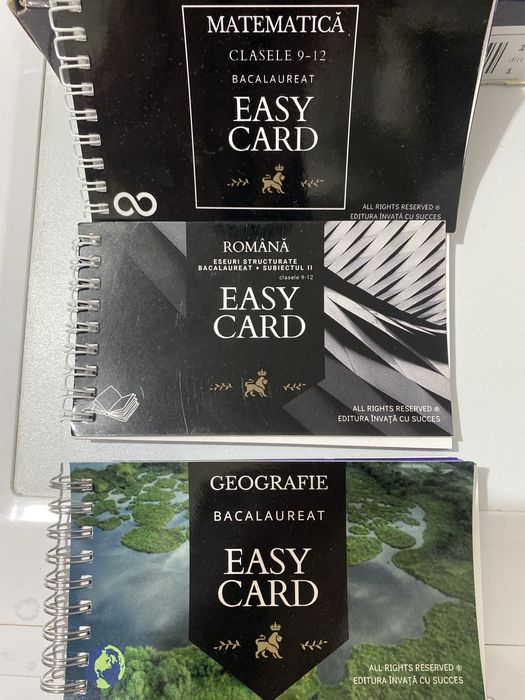 MATEMATICĂ
CLASELE 9-12
BACALAUREAT
EASY
CARD
ALL RIGHTS RESERVED ®
EDITURA ÎNVAȚĂ CU SUCCES
ROMÂNĂ
ESEURI STRUCTURATE
BACALAUREAT + SUBIECTUL II
clasele 9-12
EASY
CARD
ALL RIGHTS RESERVED ®
EDITURA ÎNVAȚĂ CU SUCCES
GEOGRAFIE
BACALAUREAT
EASY
CARD
ALL RIGHTS RESERVED ®
EDITURA ÎNVAȚĂ CU SUCCES